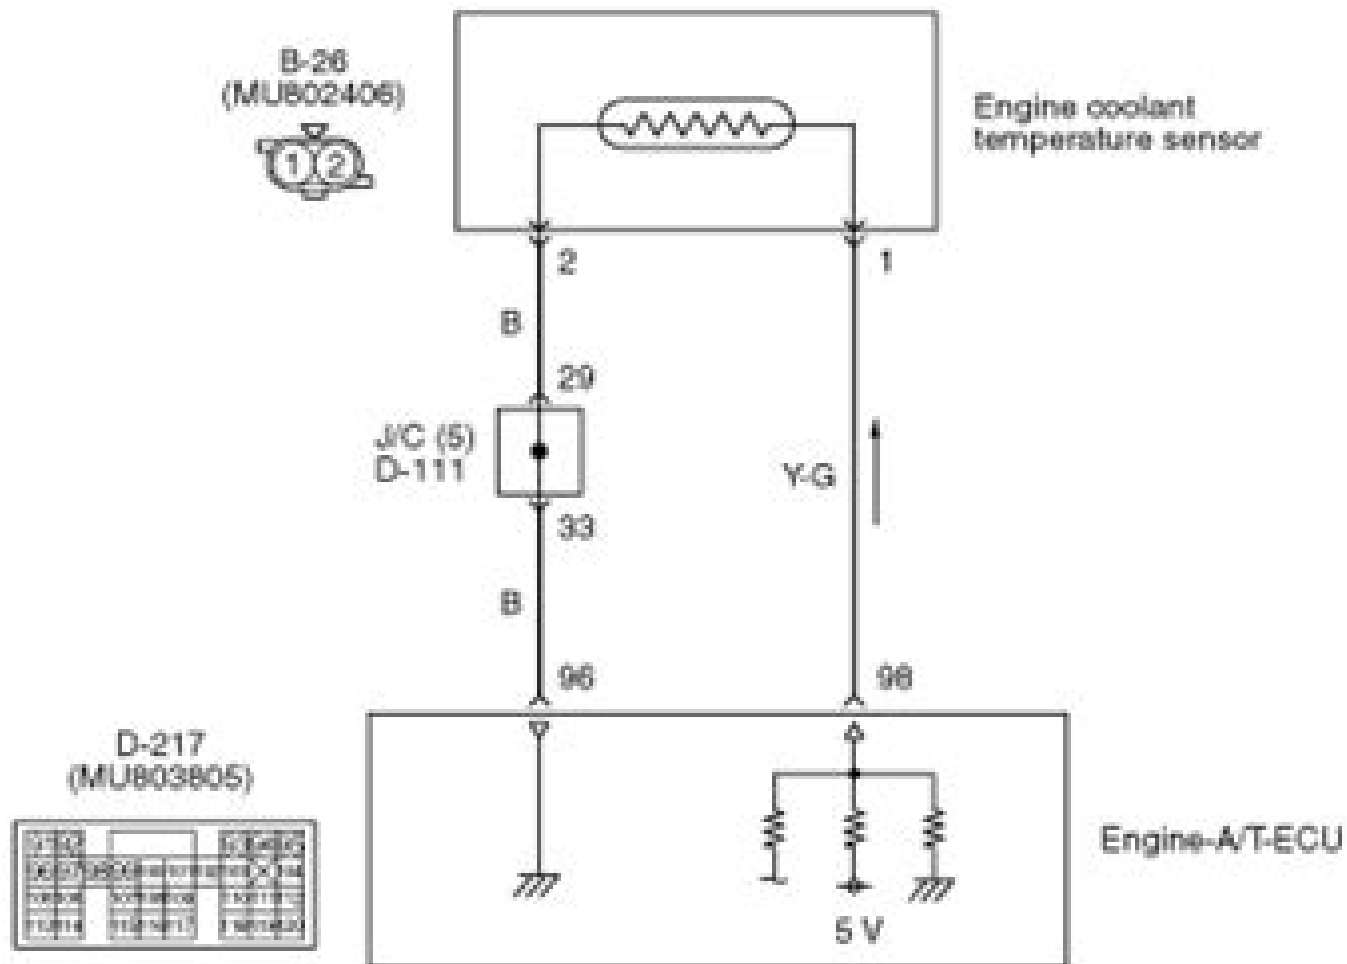 B-26
(MU802406)
1 2
Engine coolant
temperature sensor
2
1
B
29
J/C (5)
D-111
Y-G
33
B
96
98
D-217
(MU803805)
Engine-A/T-ECU
5 V